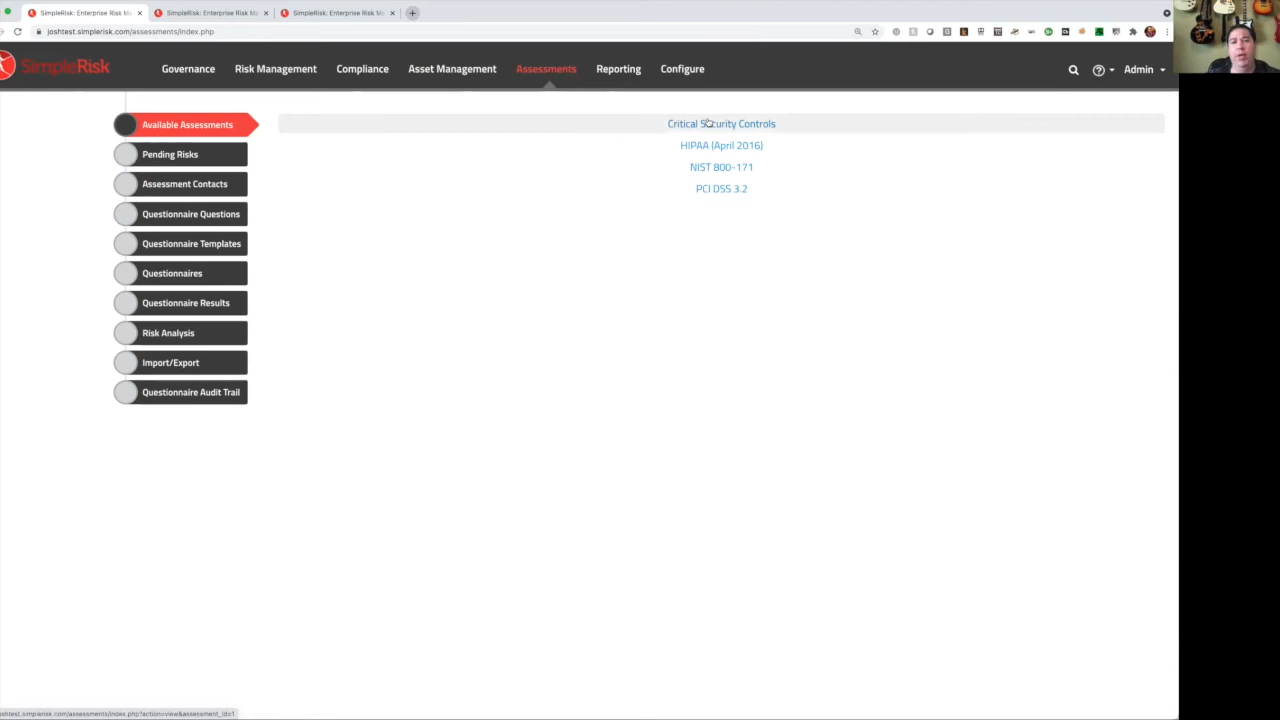 SimpleRisk: Enterprise Risk Ma
SimpleRisk: Enterprise Risk Ma
SimpleRisk: Enterprise Risk Ma
joshtest.simplerisk.com/assessments/index.php
SimpleRisk
Governance
Risk Management
Compliance
Asset Management
Assessments
Reporting
Configure
Admin
Available Assessments
Pending Risks
Assessment Contacts
Questionnaire Questions
Questionnaire Templates
Questionnaires
Questionnaire Results
Risk Analysis
Import/Export
Questionnaire Audit Trail
Critical Security Controls
HIPAA (April 2016)
NIST 800-171
PCI DSS 3.2
joshtest.simplerisk.com/assessments/index.php?action=view&assessment_id=1